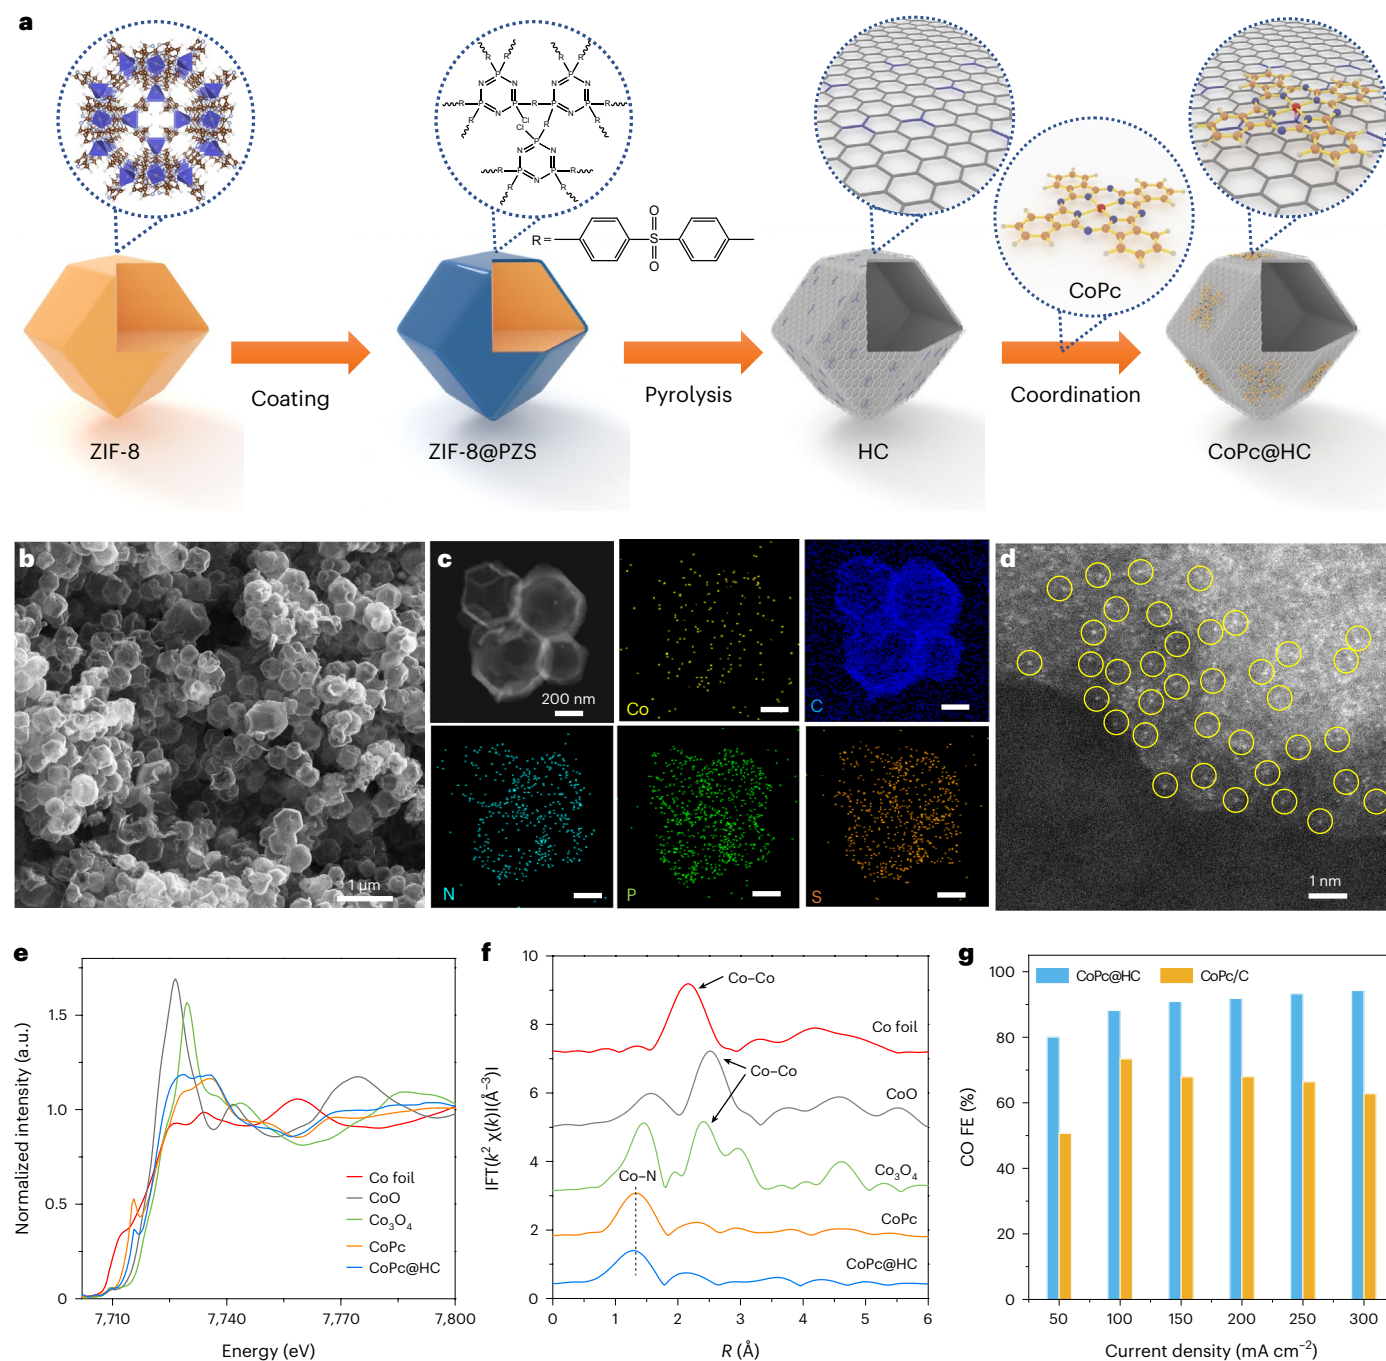 a
R
R
R
R
P
P
N
N
N
N
R
P
P
R
P
P
R
N
N
R
R
Cl
R
R
Cl
P
R
N
N
R
P
P
R
R
N
R
R =
O
S
O
CoPc
Coating
Pyrolysis
Coordination
ZIF-8
ZIF-8@PZS
HC
CoPc@HC
b
1 µm
c
200 nm
Co
C
N
P
S
d
1 nm
e
Normalized intensity (a.u.)
1.5
1.0
0.5
0
Co foil
CoO
Co₃O₄
CoPc
CoPc@HC
7,710
7,740
7,770
7,800
Energy (eV)
f
IFT(k² χ(k)I(Å⁻³)I
10
8
6
4
2
0
Co–Co
Co foil
Co–Co
CoO
Co₃O₄
Co–N
CoPc
CoPc@HC
0
1
2
3
4
5
6
R (Å)
g
CO FE (%)
100
80
60
40
20
0
CoPc@HC
CoPc/C
50
100
150
200
250
300
Current density (mA cm⁻²)